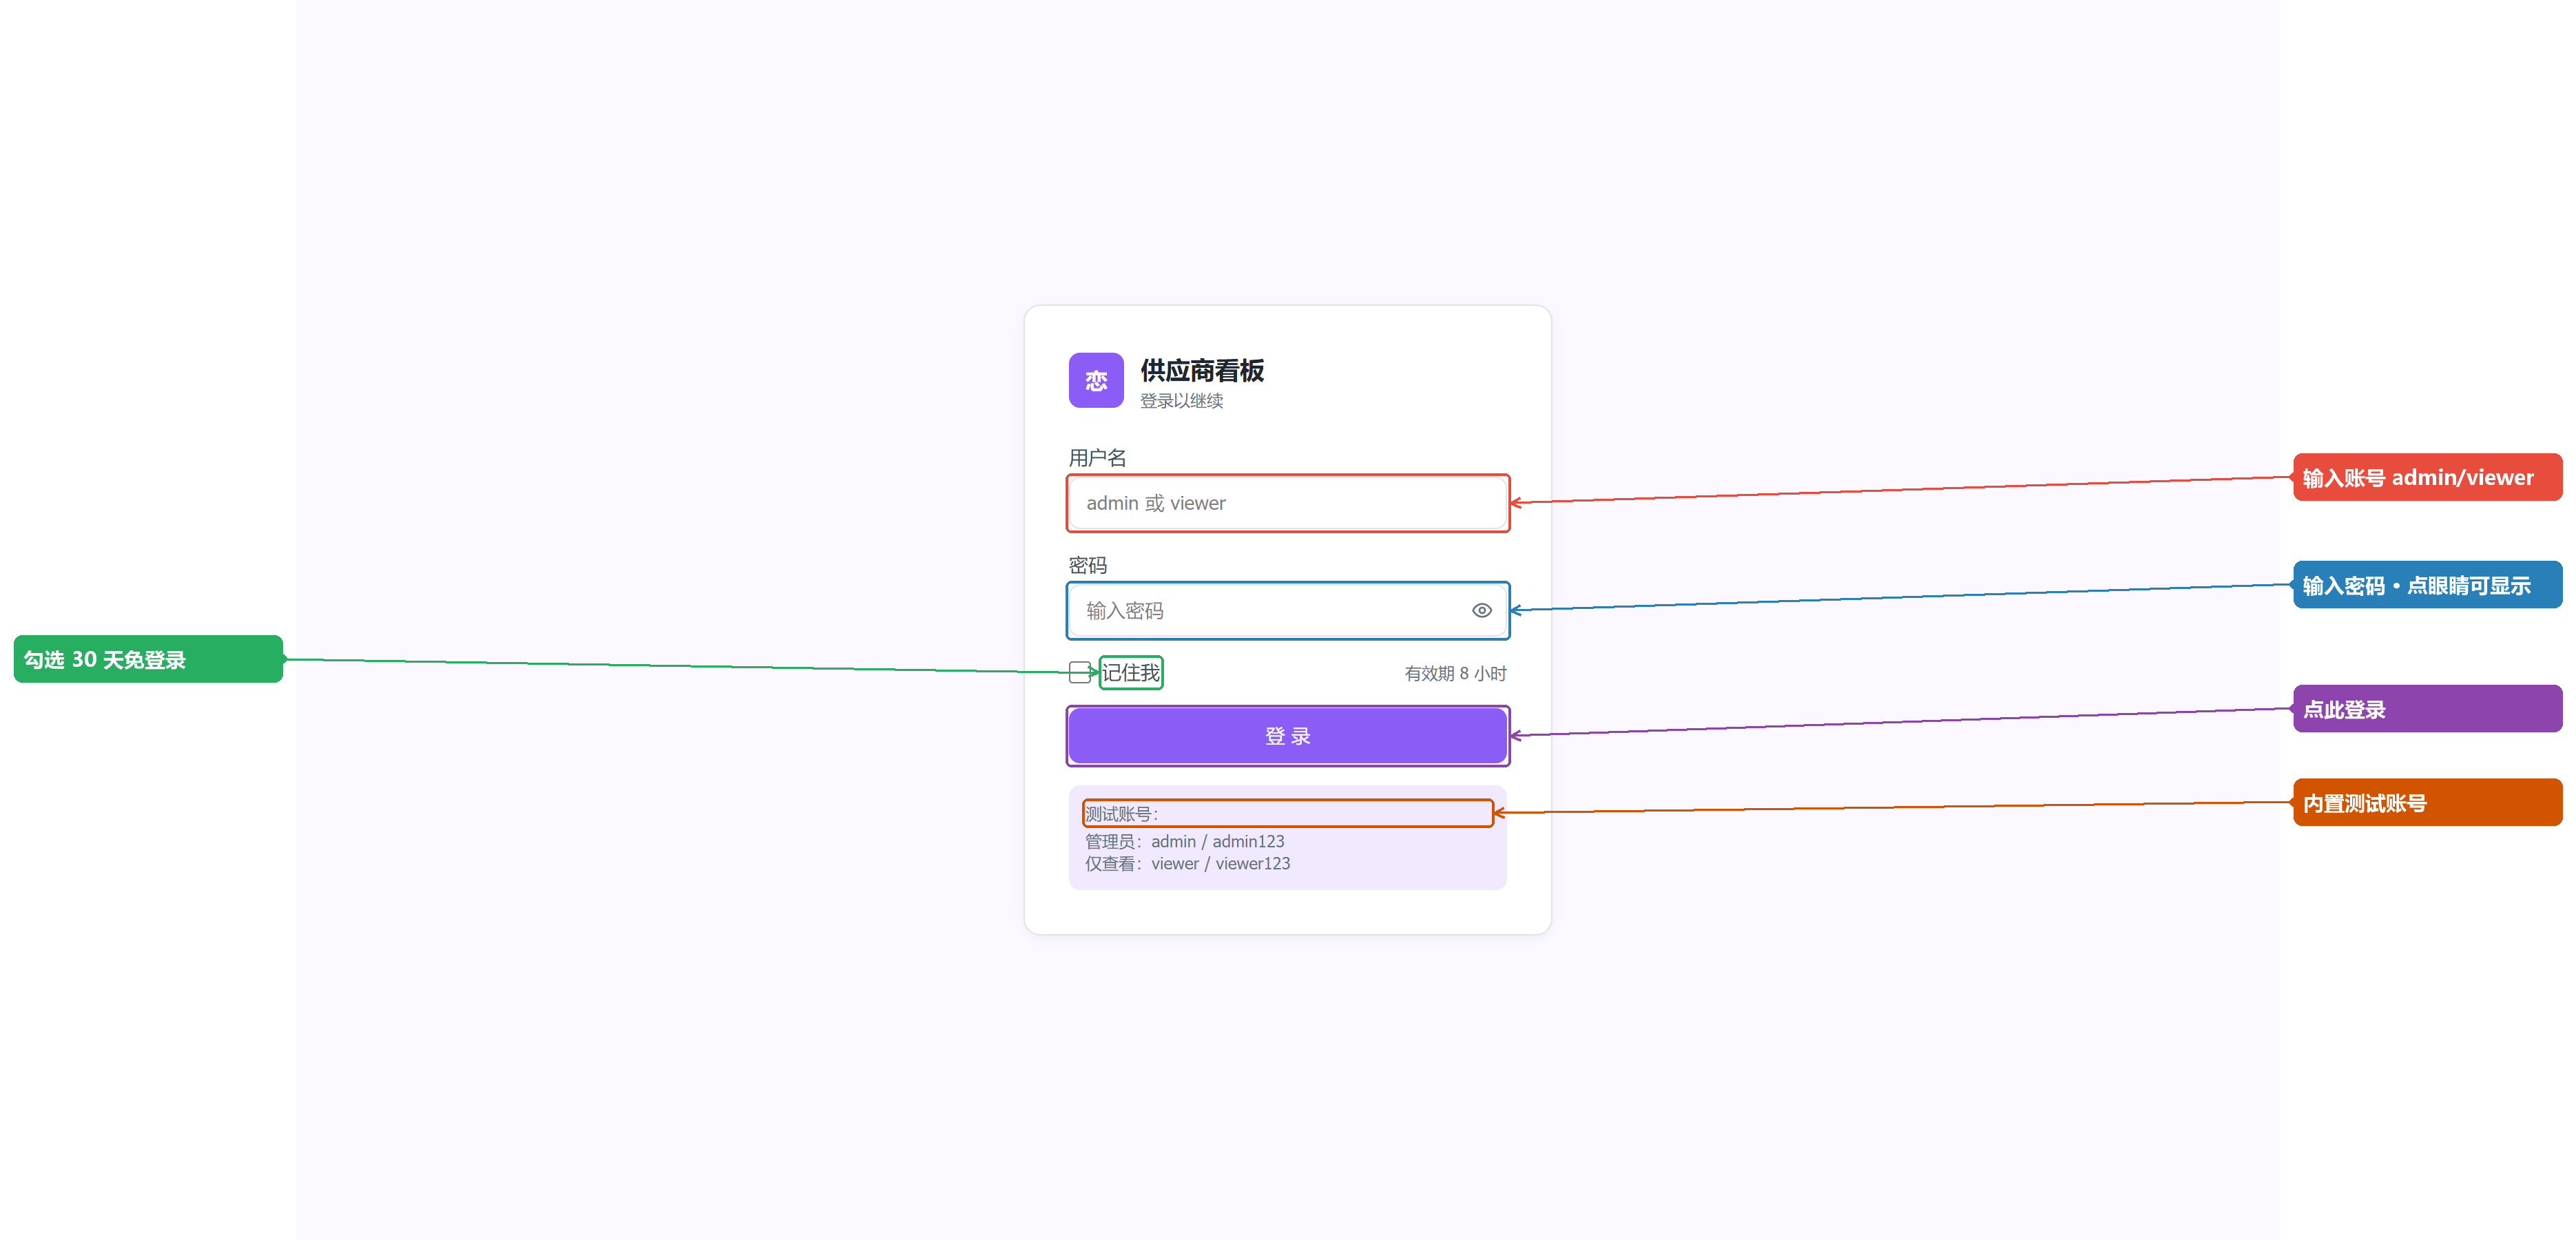 恋
供应商看板
登录以继续
用户名
admin 或 viewer
输入账号 admin/viewer
密码
输入密码
输入密码·点眼睛可显示
勾选 30 天免登录
记住我
有效期 8 小时
登 录
点此登录
测试账号：
内置测试账号
管理员：admin / admin123
仅查看：viewer / viewer123